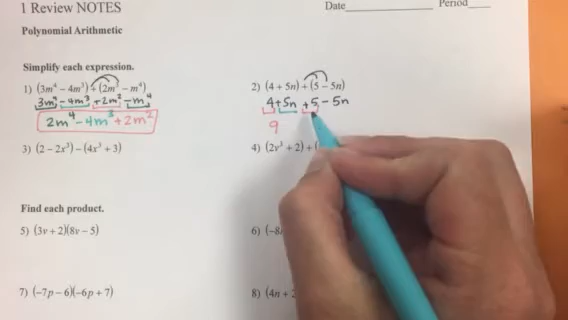 1 Review NOTES
Date____________ Period____
Polynomial Arithmetic
Simplify each expression.
1) (3m⁴ − 4m³) + (2m² − m⁴)
3m⁴ − 4m³ + 2m² − m⁴
2m⁴ − 4m³ + 2m²
2) (4 + 5n) + (5 − 5n)
4 + 5n + 5 − 5n
9
3) (2 − 2x³) − (4x³ + 3)
4) (2v³ + 2) + (
Find each product.
5) (3v + 2)(8v − 5)
6) (−8
7) (−7p − 6)(−6p + 7)
8) (4n +